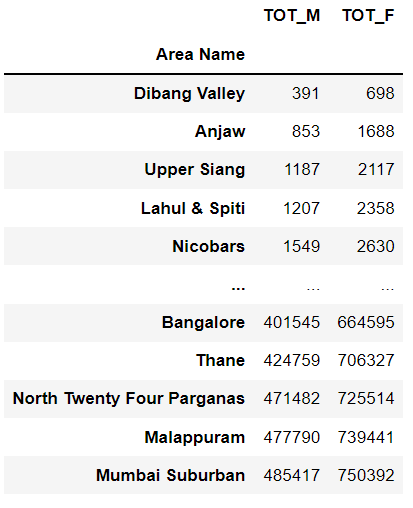 TOT_M TOT_F
Area Name
Dibang Valley 391 698
Anjaw 853 1688
Upper Siang 1187 2117
Lahul & Spiti 1207 2358
Nicobars 1549 2630
... ... ...
Bangalore 401545 664595
Thane 424759 706327
North Twenty Four Parganas 471482 725514
Malappuram 477790 739441
Mumbai Suburban 485417 750392